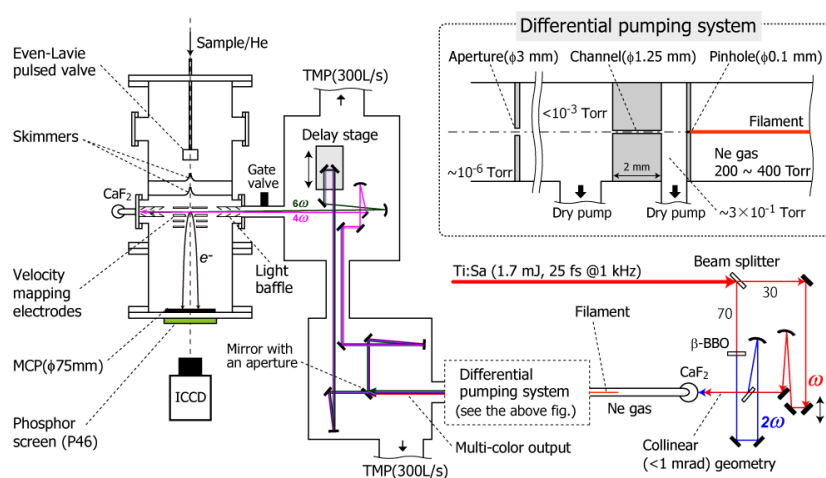 Differential pumping system
Aperture(ϕ3 mm)
Channel(ϕ1.25 mm)
Pinhole(ϕ0.1 mm)
<10⁻³ Torr
Filament
~10⁻⁶ Torr
2 mm
Ne gas
200 ~ 400 Torr
Dry pump
Dry pump
~3×10⁻¹ Torr
Sample/He
Even-Lavie
pulsed valve
Skimmers
CaF₂
TMP(300L/s)
Delay stage
Gate
valve
6ω
4ω
e-
Velocity
mapping
electrodes
Light
baffle
MCP(ϕ75mm)
ICCD
Phosphor
screen (P46)
Mirror with
an aperture
Multi-color output
TMP(300L/s)
Differential
pumping system
(see the above fig.)
Filament
Ne gas
Ti:Sa (1.7 mJ, 25 fs @1 kHz)
Beam splitter
30
70
β-BBO
CaF₂
ω
2ω
Collinear
(<1 mrad) geometry